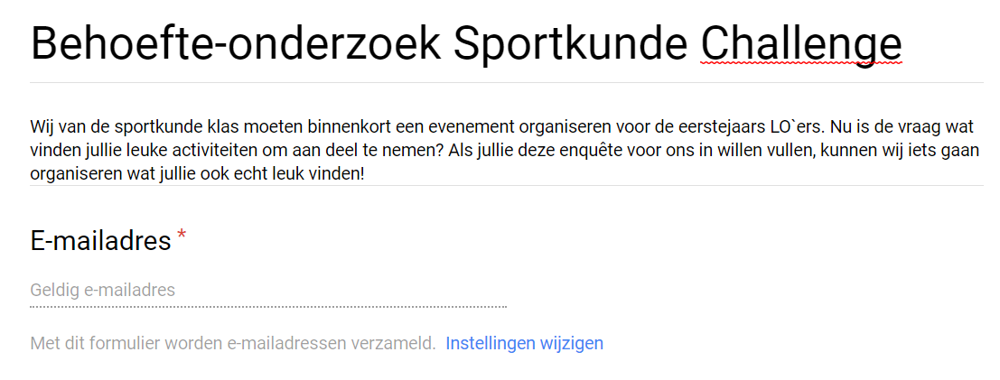 Behoefte-onderzoek Sportkunde Challenge
Wij van de sportkunde klas moeten binnenkort een evenement organiseren voor de eerstejaars LO`ers. Nu is de vraag wat
vinden jullie leuke activiteiten om aan deel te nemen? Als jullie deze enquête voor ons in willen vullen, kunnen wij iets gaan
organiseren wat jullie ook echt leuk vinden!
E-mailadres *
Geldig e-mailadres
Met dit formulier worden e-mailadressen verzameld. Instellingen wijzigen